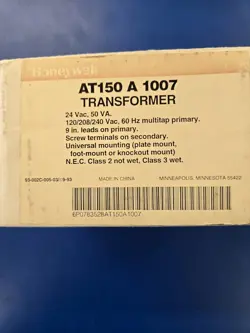 Honeywell
AT150 A 1007
TRANSFORMER
24 Vac, 50 VA.
120/208/240 Vac, 60 Hz multitap primary.
9 in. leads on primary.
Screw terminals on secondary.
Universal mounting (plate mount,
foot-mount or knockout mount)
N.E.C. Class 2 not wet, Class 3 wet.
MADE IN CHINA MINNEAPOLIS, MINNESOTA 55422